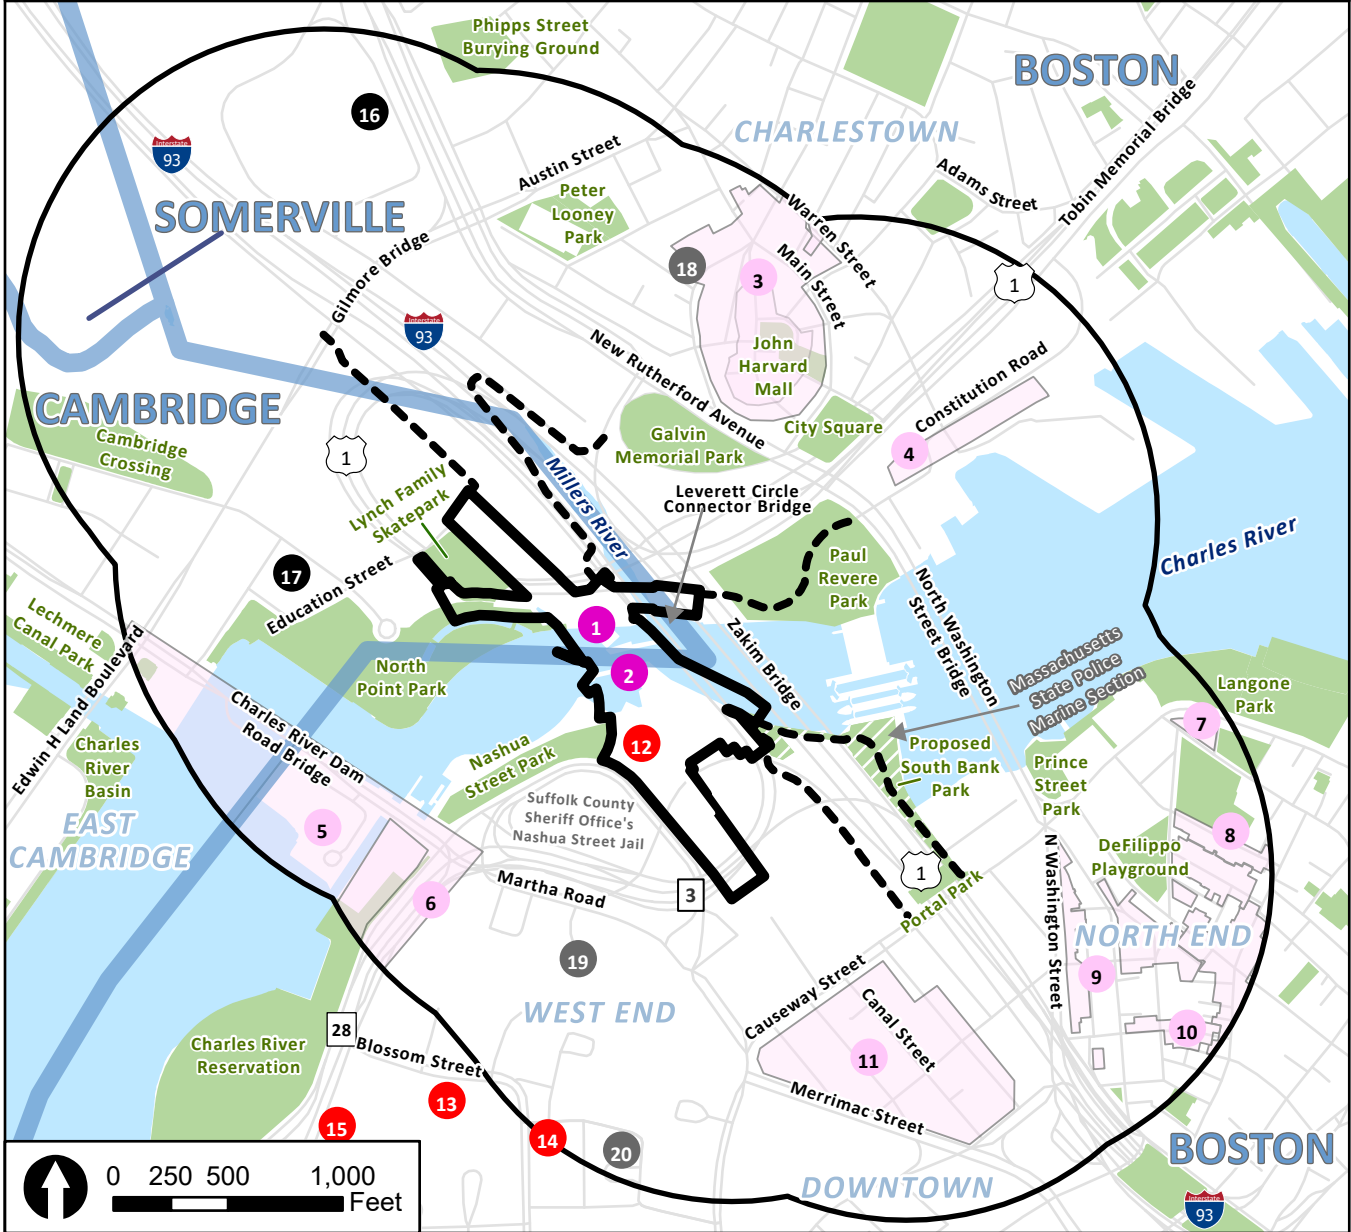 Phipps Street
Burying Ground
BOSTON
16
CHARLESTOWN
Tobin Memorial Bridge
Interstate
93
Austin Street
Adams Street
Peter
Looney
Park
SOMERVILLE
Warren Street
Gilmore Bridge
18
3
Main Street
1
Interstate
93
New Rutherford Avenue
John
Harvard
Mall
Constitution Road
CAMBRIDGE
Cambridge
Crossing
1
Galvin
Memorial Park
City Square
4
Millers River
Lynch Family
Skatepark
Leverett Circle
Connector Bridge
Charles River
Paul
Revere
Park
17
Education Street
North Washington
Street Bridge
Lechmere
Canal Park
1
Zakim Bridge
Massachusetts
State Police
Marine Section
Edwin H Land Boulevard
North
Point Park
2
Langone
Park
Charles River Dam
Road Bridge
7
Charles
River
Basin
Nashua
Street Park
12
Proposed
South Bank
Park
Prince
Street
Park
Suffolk County
Sheriff Office's
Nashua Street Jail
EAST
CAMBRIDGE
5
8
DeFilippo
Playground
N Washington Street
1
Martha Road
3
6
Portal Park
NORTH END
19
9
Causeway Street
WEST END
Canal Street
28
10
Charles River
Reservation
Blossom Street
11
Merrimac Street
13
15
14
20
BOSTON
0 250 500 1,000
Feet
DOWNTOWN
Interstate
93